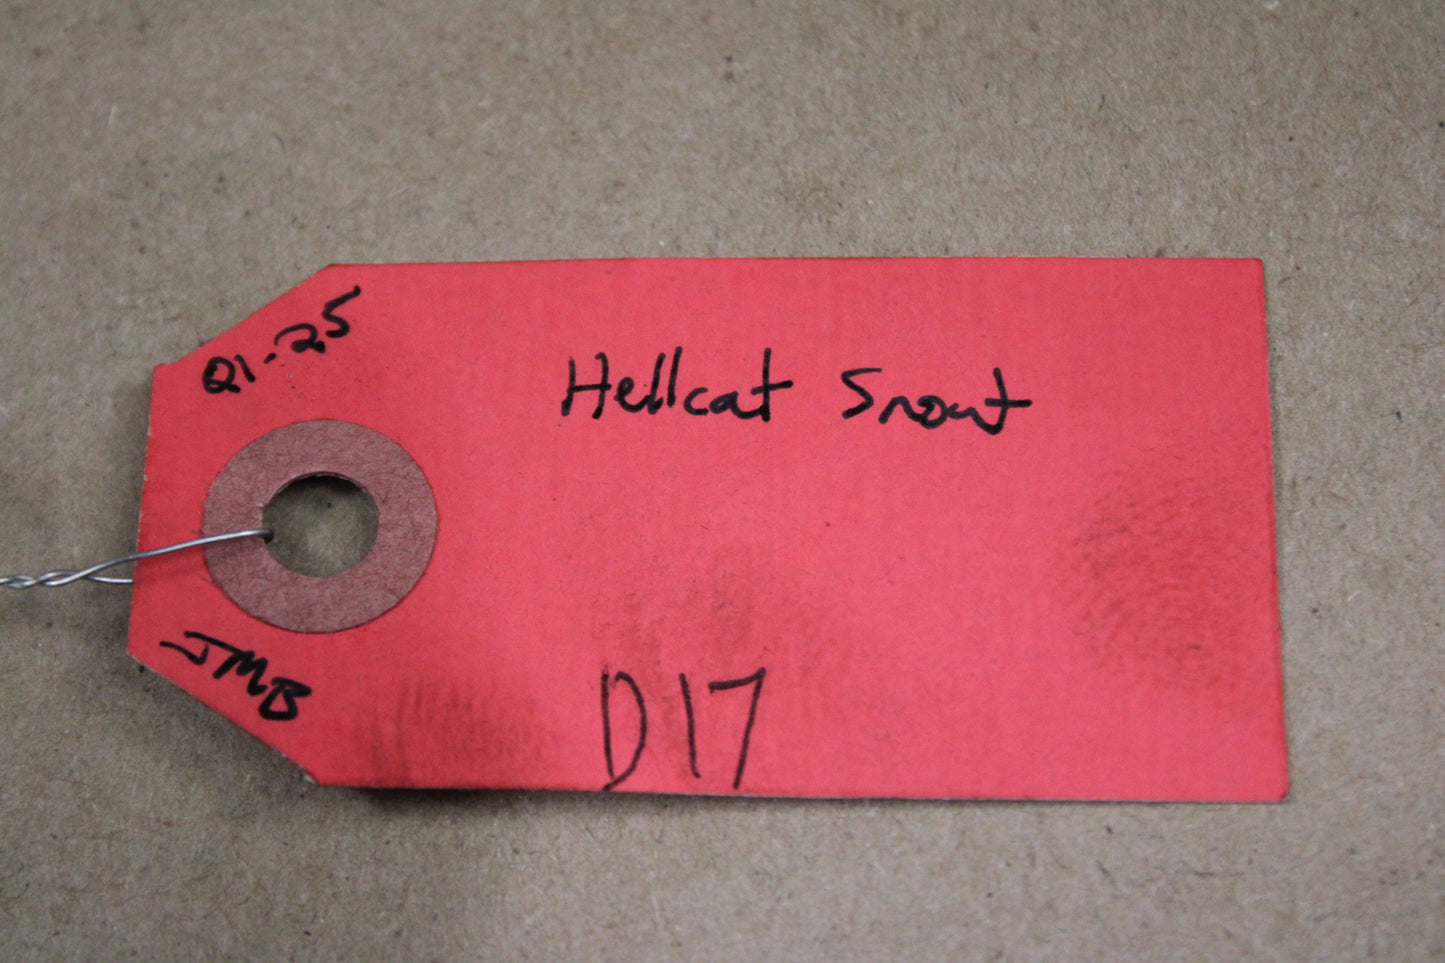 Q1-25
Hellcat Snout
JMB
D17